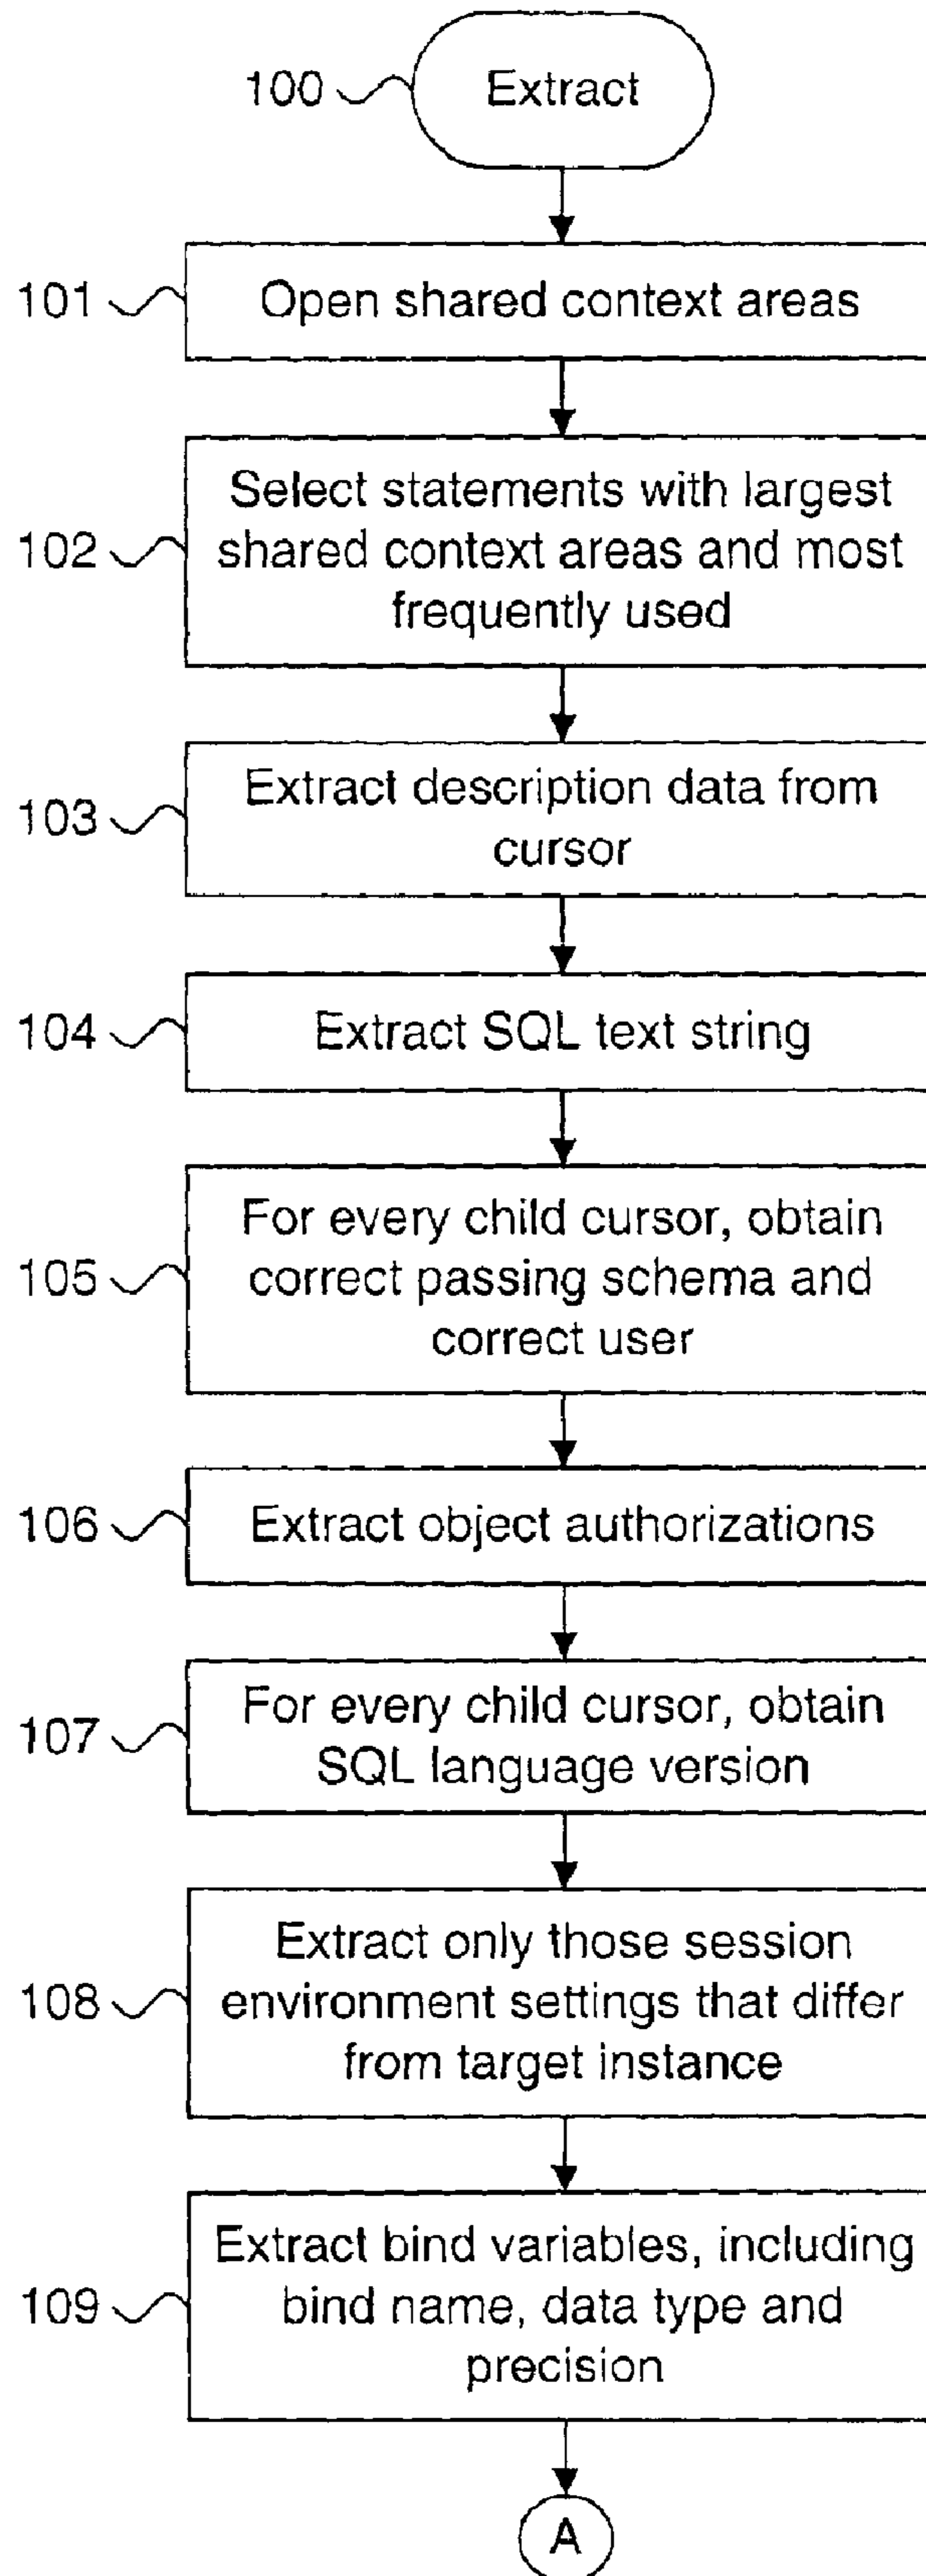 100
Extract
101
Open shared context areas
102
Select statements with largest
shared context areas and most
frequently used
103
Extract description data from
cursor
104
Extract SQL text string
105
For every child cursor, obtain
correct passing schema and
correct user
106
Extract object authorizations
107
For every child cursor, obtain
SQL language version
108
Extract only those session
environment settings that differ
from target instance
109
Extract bind variables, including
bind name, data type and
precision
A